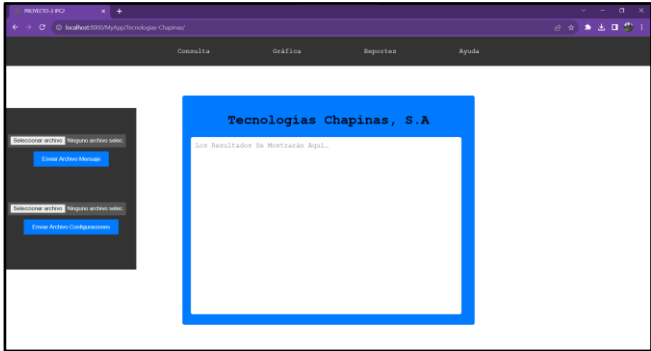 PROYECTO-3 IPC2
localhost:8000/MyApp/Tecnologias-Chapinas/
Consulta Gráfica Reportes Ayuda
Tecnologías Chapinas, S.A
Los Resultados Se Mostrarán Aquí…
Seleccionar archivo Ninguno archivo selec.
Enviar Archivo Mensaje
Seleccionar archivo Ninguno archivo selec.
Enviar Archivo Configuraciones